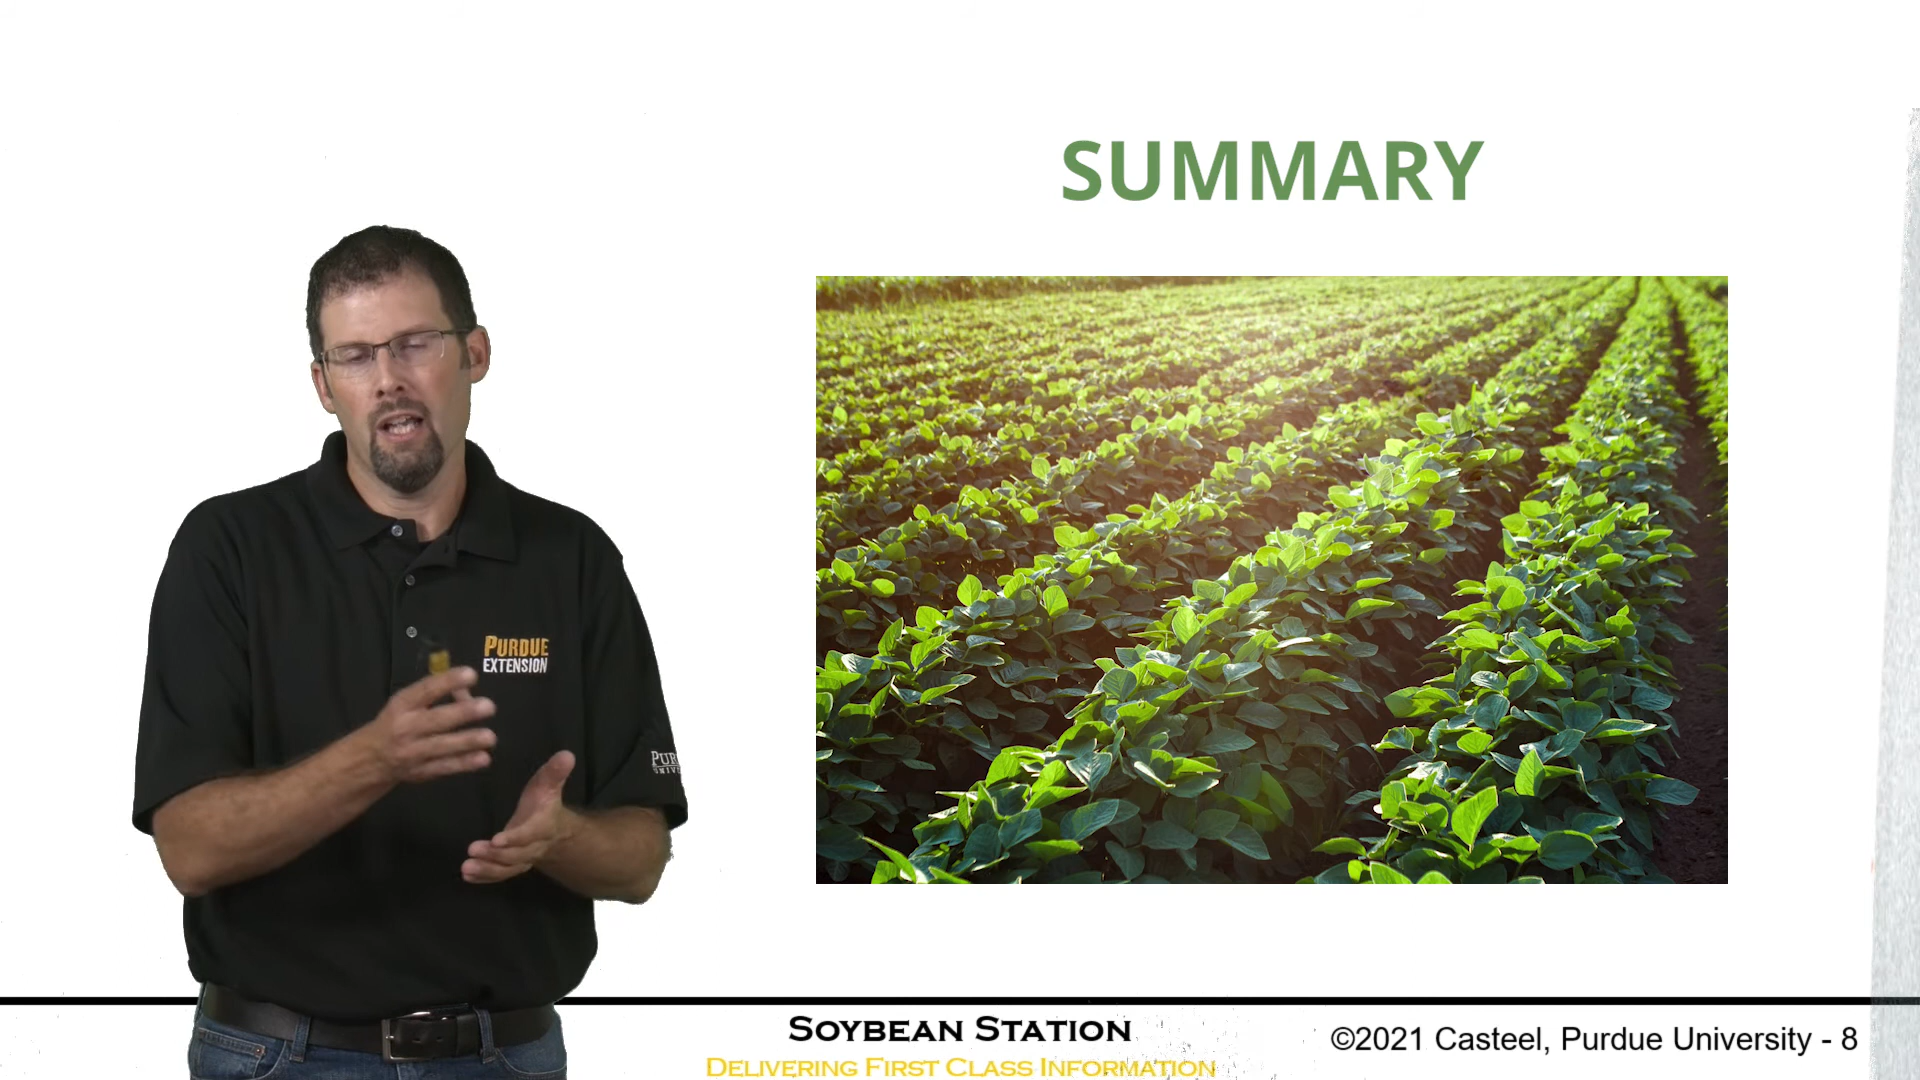 SUMMARY
PURDUE
EXTENSION
SOYBEAN STATION
DELIVERING FIRST CLASS INFORMATION
©2021 Casteel, Purdue University - 8